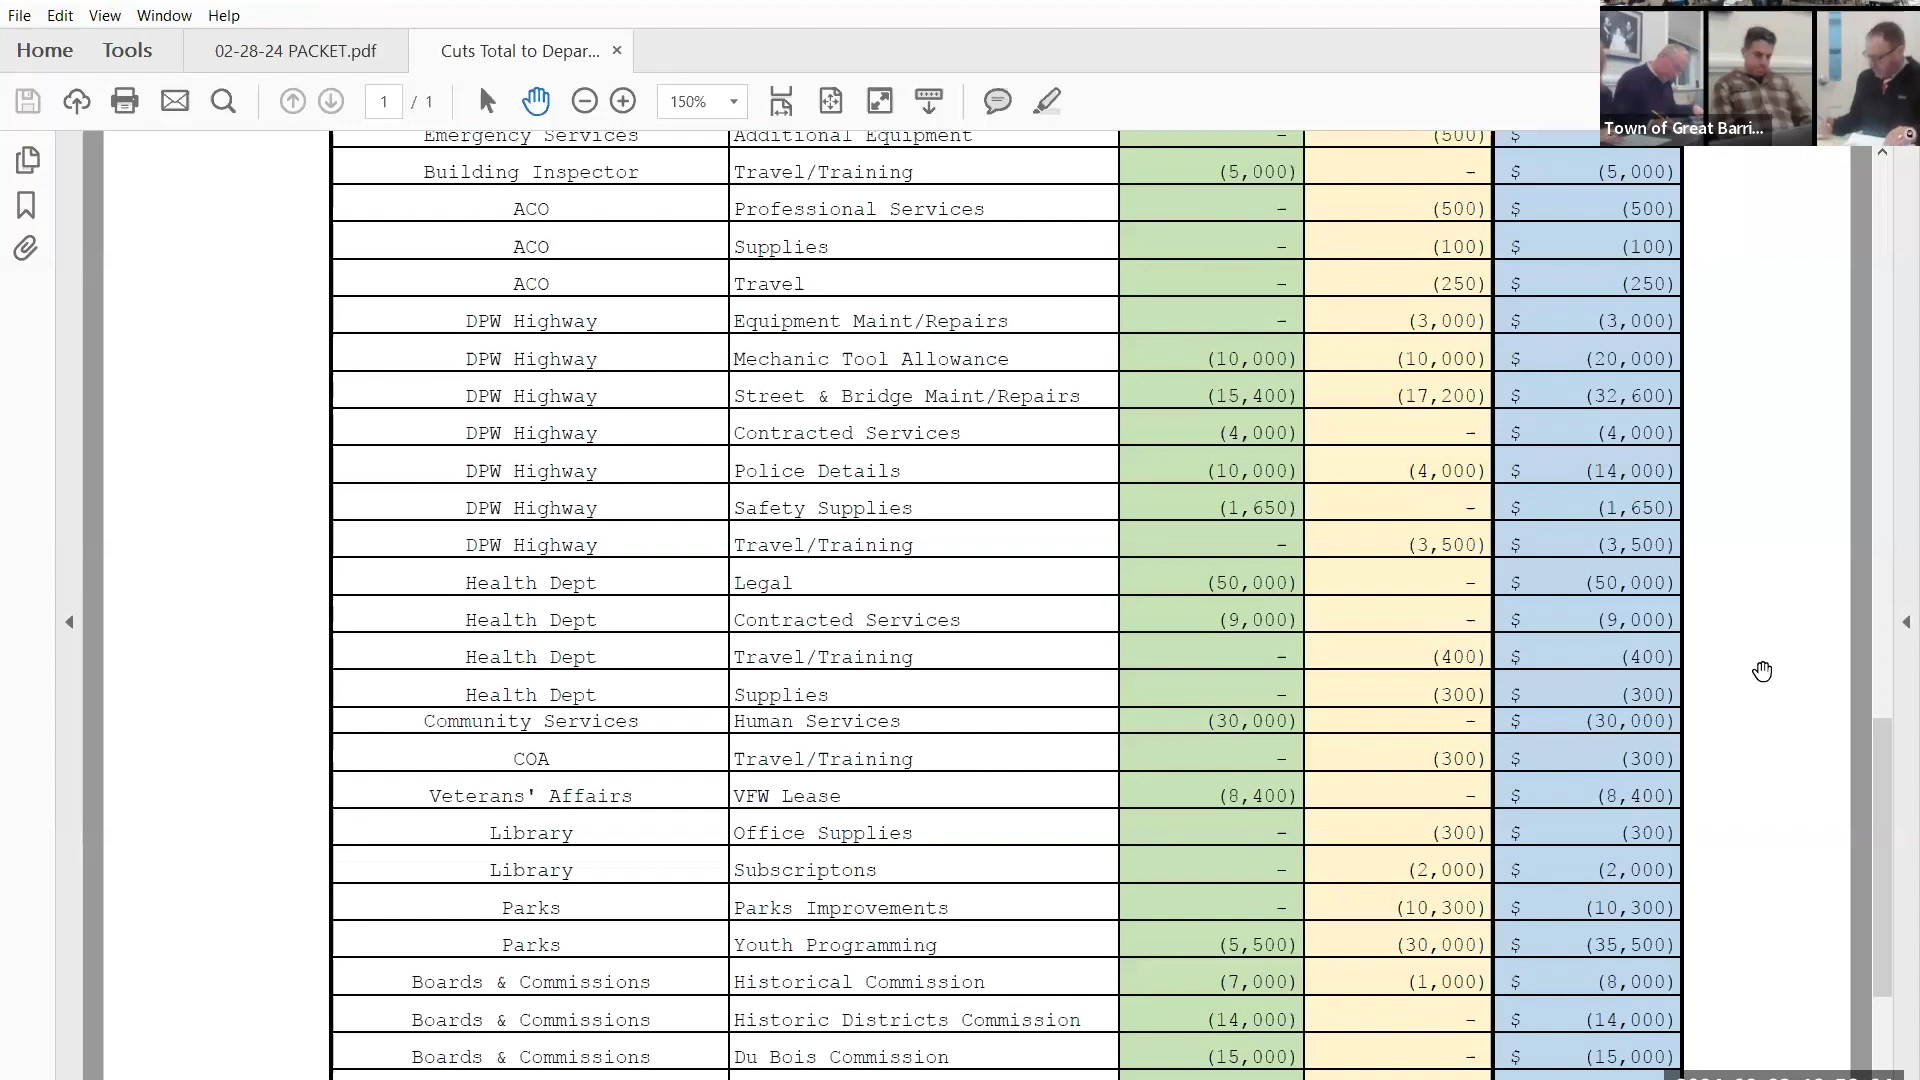 File Edit View Window Help
Home Tools 02-28-24 PACKET.pdf Cuts Total to Depar... ×
1 / 1 150%
Town of Great Barri...
Emergency Services Additional Equipment - (500) $
Building Inspector Travel/Training (5,000) - $ (5,000)
ACO Professional Services - (500) $ (500)
ACO Supplies - (100) $ (100)
ACO Travel - (250) $ (250)
DPW Highway Equipment Maint/Repairs - (3,000) $ (3,000)
DPW Highway Mechanic Tool Allowance (10,000) (10,000) $ (20,000)
DPW Highway Street & Bridge Maint/Repairs (15,400) (17,200) $ (32,600)
DPW Highway Contracted Services (4,000) - $ (4,000)
DPW Highway Police Details (10,000) (4,000) $ (14,000)
DPW Highway Safety Supplies (1,650) - $ (1,650)
DPW Highway Travel/Training - (3,500) $ (3,500)
Health Dept Legal (50,000) - $ (50,000)
Health Dept Contracted Services (9,000) - $ (9,000)
Health Dept Travel/Training - (400) $ (400)
Health Dept Supplies - (300) $ (300)
Community Services Human Services (30,000) - $ (30,000)
COA Travel/Training - (300) $ (300)
Veterans' Affairs VFW Lease (8,400) - $ (8,400)
Library Office Supplies - (300) $ (300)
Library Subscriptons - (2,000) $ (2,000)
Parks Parks Improvements - (10,300) $ (10,300)
Parks Youth Programming (5,500) (30,000) $ (35,500)
Boards & Commissions Historical Commission (7,000) (1,000) $ (8,000)
Boards & Commissions Historic Districts Commission (14,000) - $ (14,000)
Boards & Commissions Du Bois Commission (15,000) - $ (15,000)